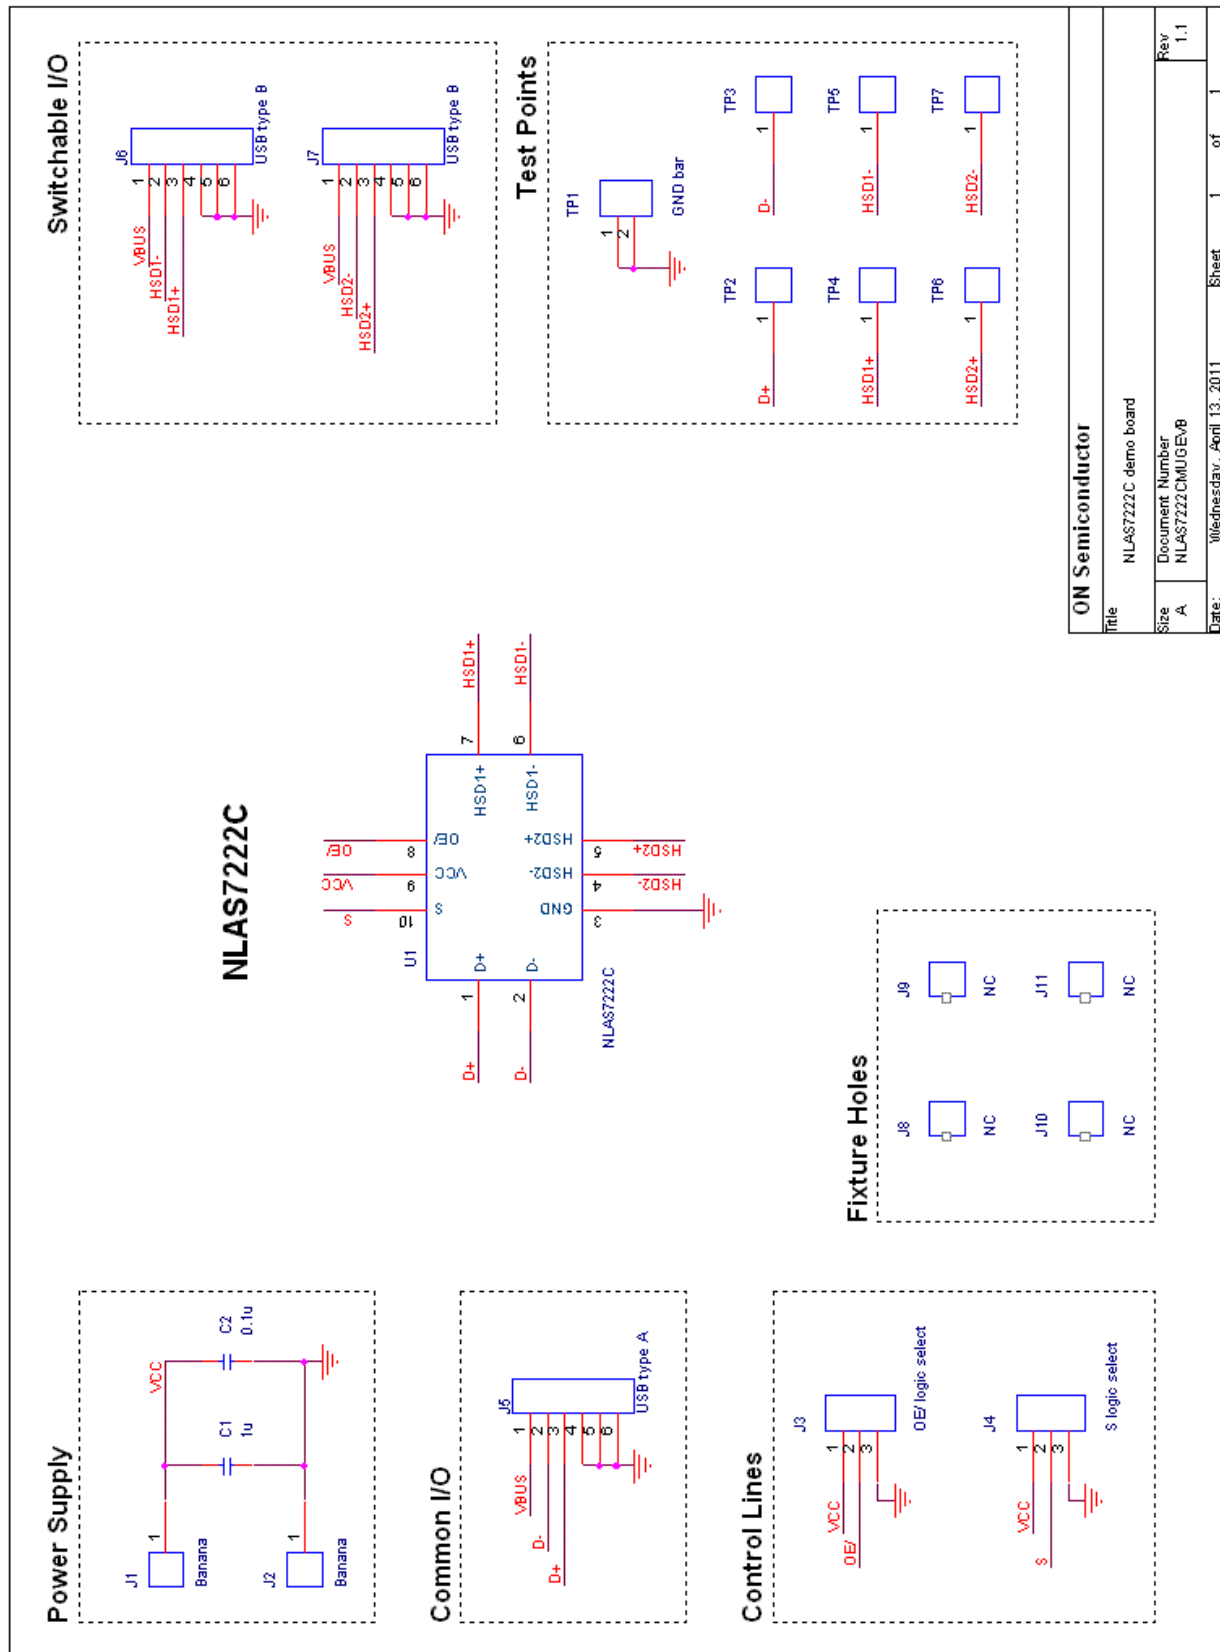 Power Supply
J1
1
Banana
J2
1
Banana
VCC
C1
1u
C2
0.1u
Common I/O
J5
1
2
3
4
5
6
VBUS
D-
D+
USB type A
Control Lines
J3
1
2
3
VCC
OE/
OE/ logic select
J4
1
2
3
VCC
S
S logic select
NLAS7222C
U1
S
VCC
OE/
10
9
8
S
VCC
OE/
D+
1
D+
HSD1+
7
HSD1+
D-
2
D-
HSD1-
6
HSD1-
GND
HSD2-
HSD2+
3
4
5
HSD2-
HSD2+
NLAS7222C
Fixture Holes
J8
NC
J9
NC
J10
NC
J11
NC
Switchable I/O
J6
1
2
3
4
5
6
VBUS
HSD1-
HSD1+
USB type B
J7
1
2
3
4
5
6
VBUS
HSD2-
HSD2+
USB type B
Test Points
TP1
1
2
GND bar
TP2
1
D+
TP3
1
D-
TP4
1
HSD1+
TP5
1
HSD1-
TP6
1
HSD2+
TP7
1
HSD2-
ON Semiconductor
Title
NLAS7222C demo board
Size
A
Document Number
NLAS7222CMUGEVB
Rev
1.1
Date: Wednesday, April 13, 2011 Sheet 1 of 1